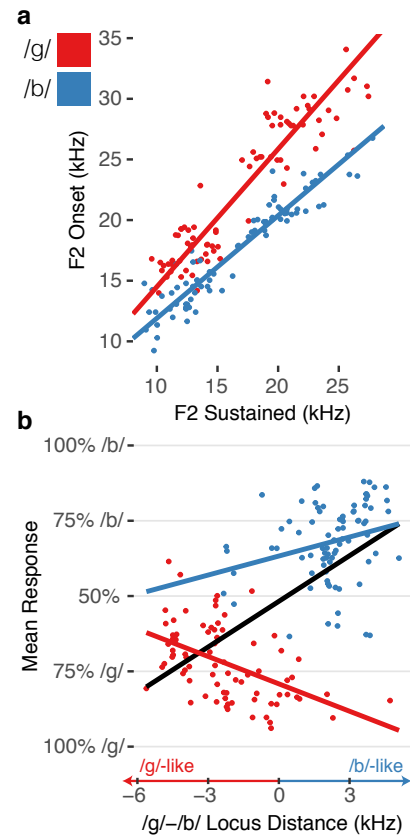 a
/g/
/b/
35
30
25
20
15
10
F2 Onset (kHz)
10 15 20 25
F2 Sustained (kHz)
b
100% /b/
75% /b/
50%
75% /g/
100% /g/
Mean Response
/g/-like /b/-like
−6 −3 0 3
/g/−/b/ Locus Distance (kHz)